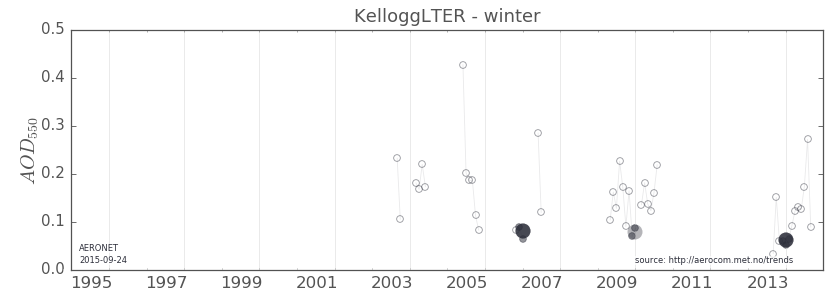 KelloggLTER - winter
0.5
0.4
0.3
0.2
0.1
0.0
AOD550
AERONET
2015-09-24
source: http://aerocom.met.no/trends
1995 1997 1999 2001 2003 2005 2007 2009 2011 2013